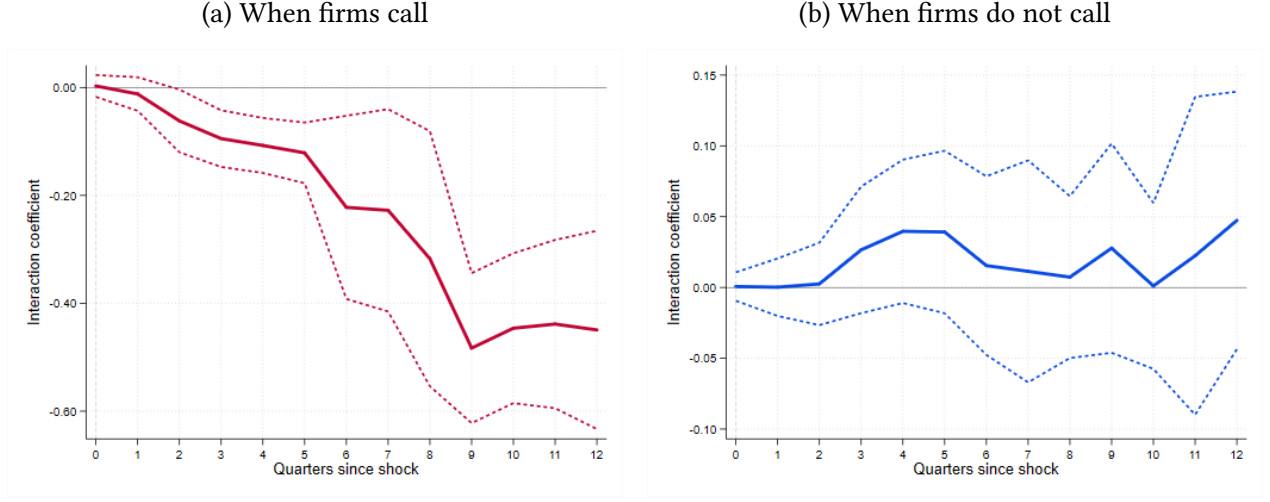 (a) When firms call
0.00
-0.20
-0.40
-0.60
Interaction coefficient
0 1 2 3 4 5 6 7 8 9 10 11 12
Quarters since shock
(b) When firms do not call
0.15
0.10
0.05
0.00
-0.05
-0.10
Interaction coefficient
0 1 2 3 4 5 6 7 8 9 10 11 12
Quarters since shock